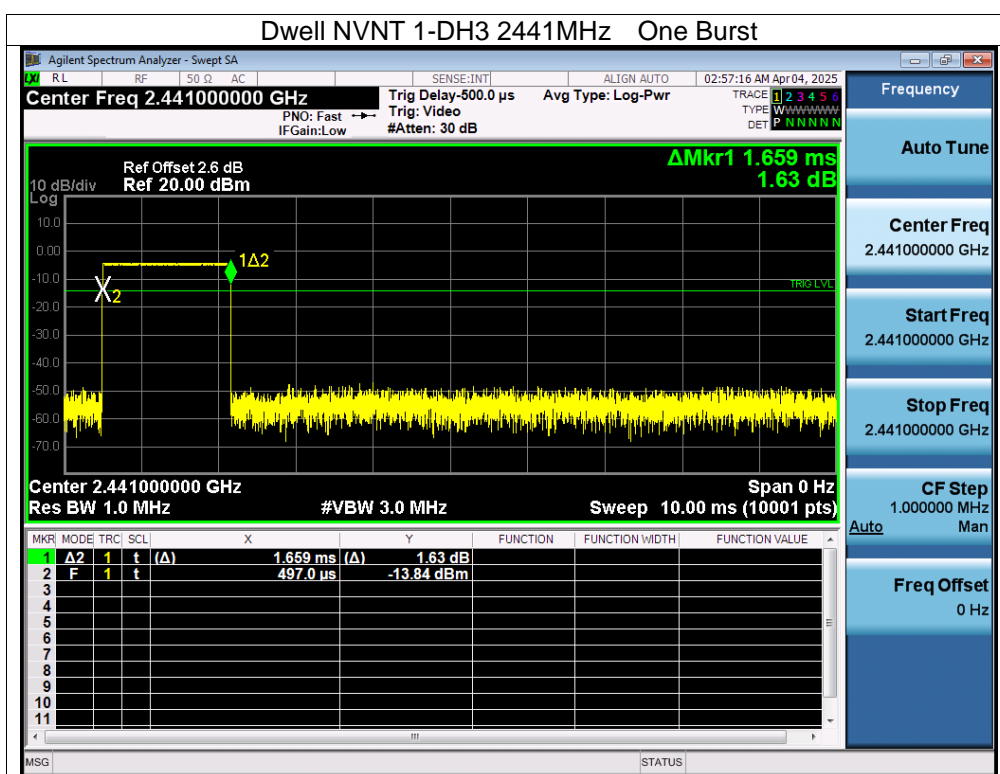 Dwell NVNT 1-DH3 2441MHz One Burst
Agilent Spectrum Analyzer - Swept SA
LXI RL RF 50 Ω AC SENSE:INT ALIGN AUTO 02:57:16 AM Apr 04, 2025
Center Freq 2.441000000 GHz
PNO: Fast
IFGain:Low
Trig Delay-500.0 µs
Trig: Video
#Atten: 30 dB
Avg Type: Log-Pwr
TRACE 1 2 3 4 5 6
TYPE WWWWWW
DET P N N N N N
Frequency
Auto Tune
Center Freq
2.441000000 GHz
Start Freq
2.441000000 GHz
Stop Freq
2.441000000 GHz
CF Step
1.000000 MHz
Auto Man
Freq Offset
0 Hz
ΔMkr1 1.659 ms
1.63 dB
Ref Offset 2.6 dB
10 dB/div Ref 20.00 dBm
Log
10.0
0.00
-10.0
-20.0
-30.0
-40.0
-50.0
-60.0
-70.0
1Δ2
2
TRIG LVL
Center 2.441000000 GHz Span 0 Hz
Res BW 1.0 MHz #VBW 3.0 MHz Sweep 10.00 ms (10001 pts)
MKR MODE TRC SCL X Y FUNCTION FUNCTION WIDTH FUNCTION VALUE
1 Δ2 1 t (Δ) 1.659 ms (Δ) 1.63 dB
2 F 1 t 497.0 µs -13.84 dBm
3
4
5
6
7
8
9
10
11
MSG STATUS